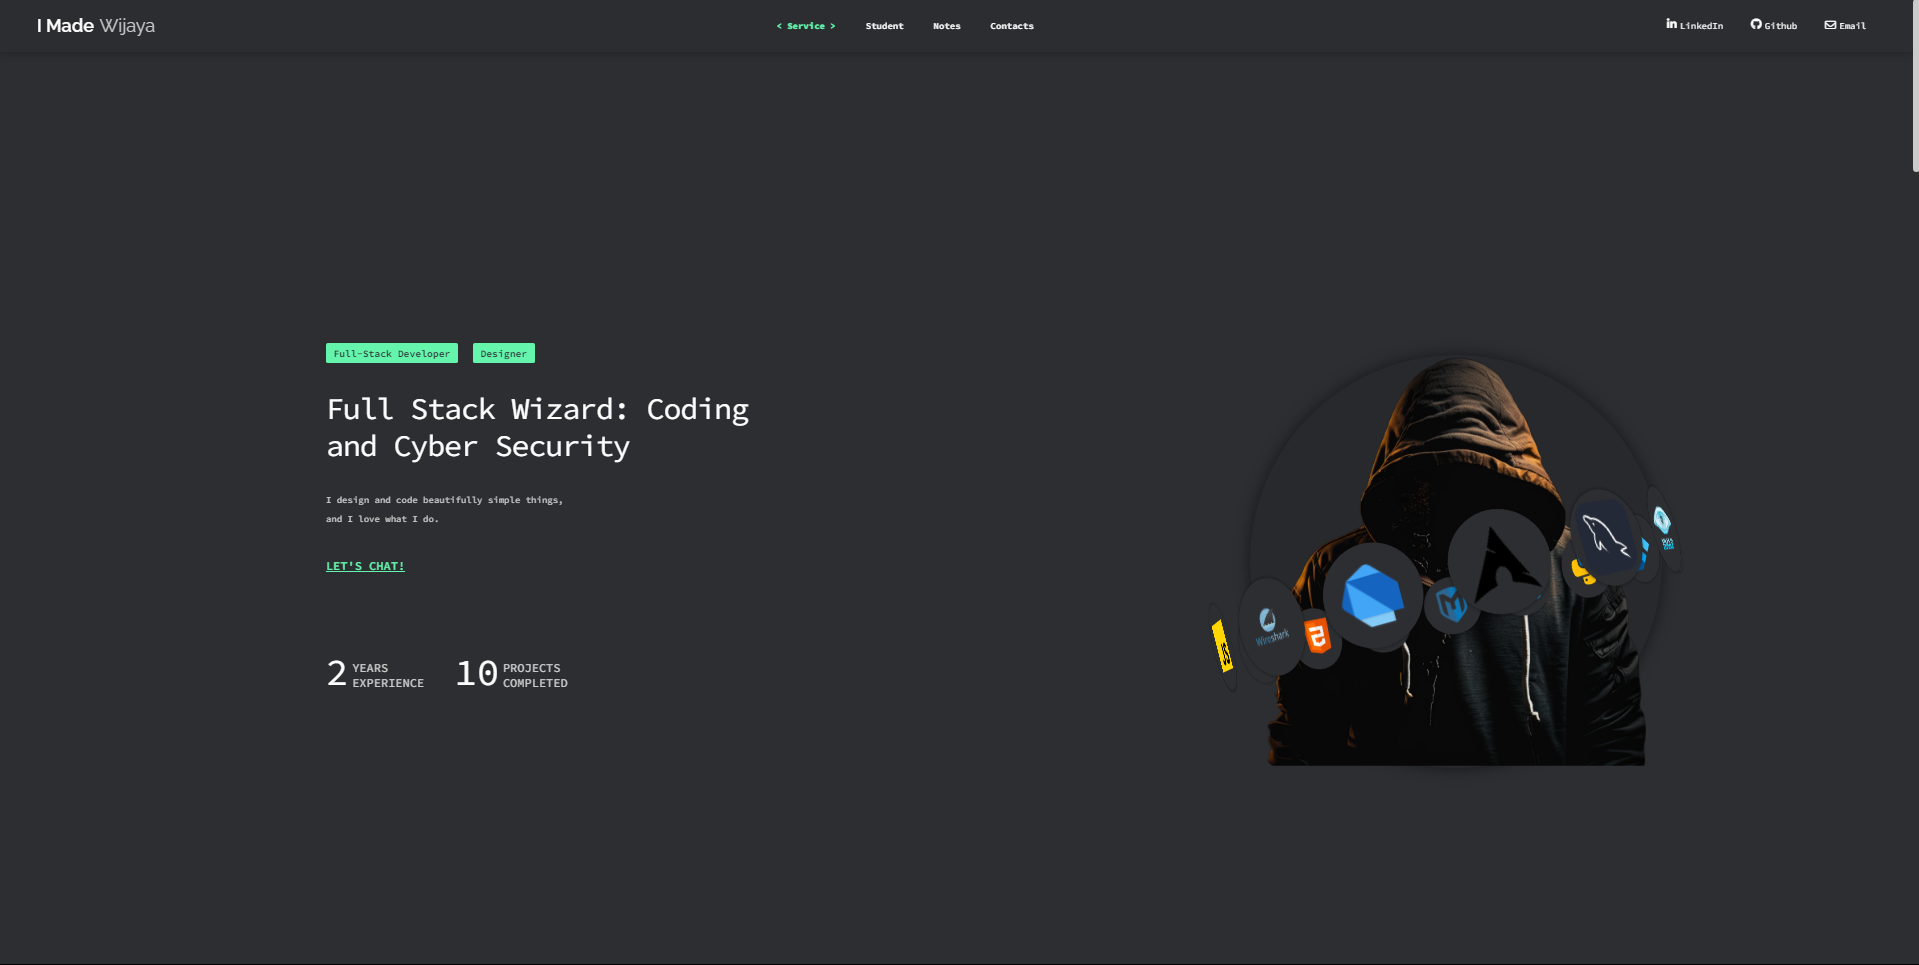 I Made Wijaya
< Service > Student Notes Contacts
LinkedIn Github Email
Full-Stack Developer Designer
Full Stack Wizard: Coding
and Cyber Security
I design and code beautifully simple things,
and I love what I do.
LET'S CHAT!
2 YEARS
EXPERIENCE
10 PROJECTS
COMPLETED
Wireshark